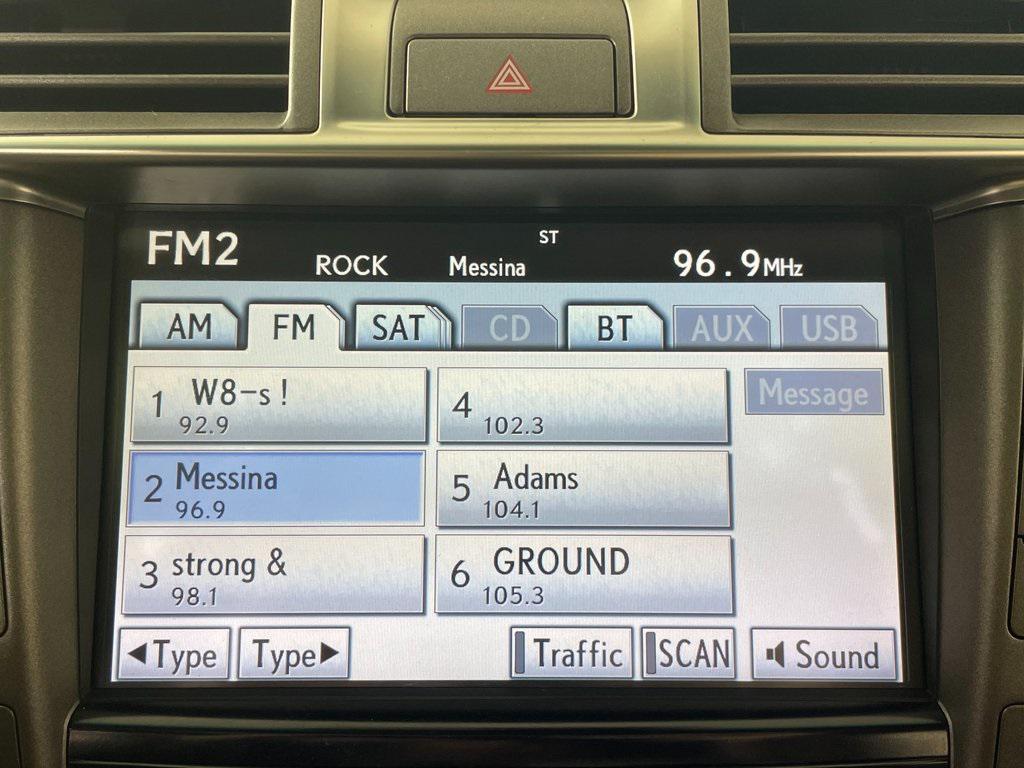 FM2 ROCK Messina ST 96.9MHz
AM FM SAT CD BT AUX USB
1 W8-s !
92.9
4
102.3
Message
2 Messina
96.9
5 Adams
104.1
3 strong &
98.1
6 GROUND
105.3
◀Type Type▶ Traffic SCAN Sound